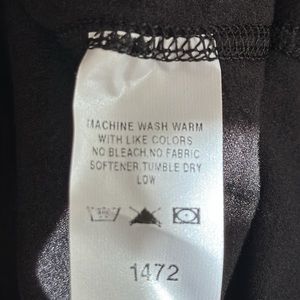 MACHINE WASH WARM
WITH LIKE COLORS
NO BLEACH,NO FABRIC
SOFTENER,TUMBLE DRY
LOW
1472